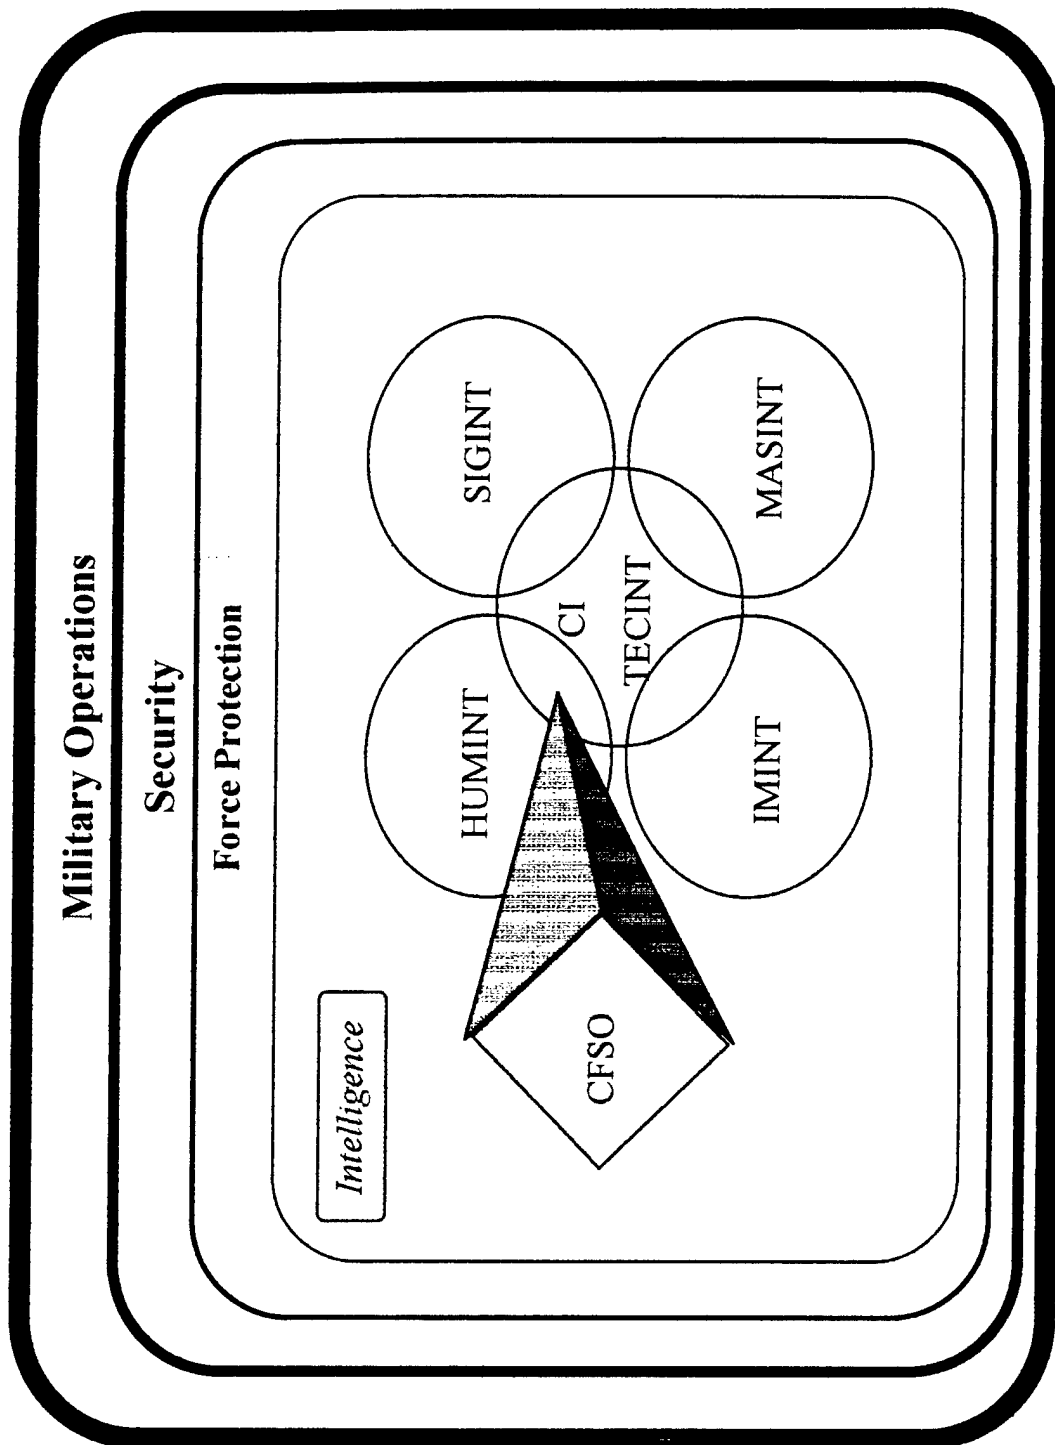 Military Operations
Security
Force Protection
Intelligence
HUMINT
SIGINT
CI
TECINT
CFSO
IMINT
MASINT